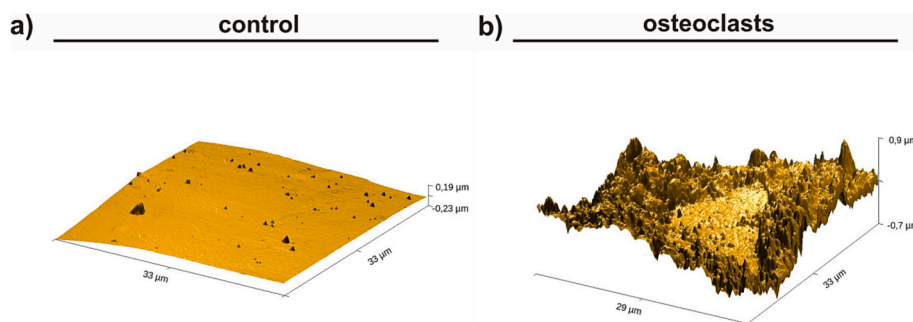 a) control
b) osteoclasts
0,19 µm
-0,23 µm
33 µm
33 µm
0,9 µm
-0,7 µm
29 µm
33 µm